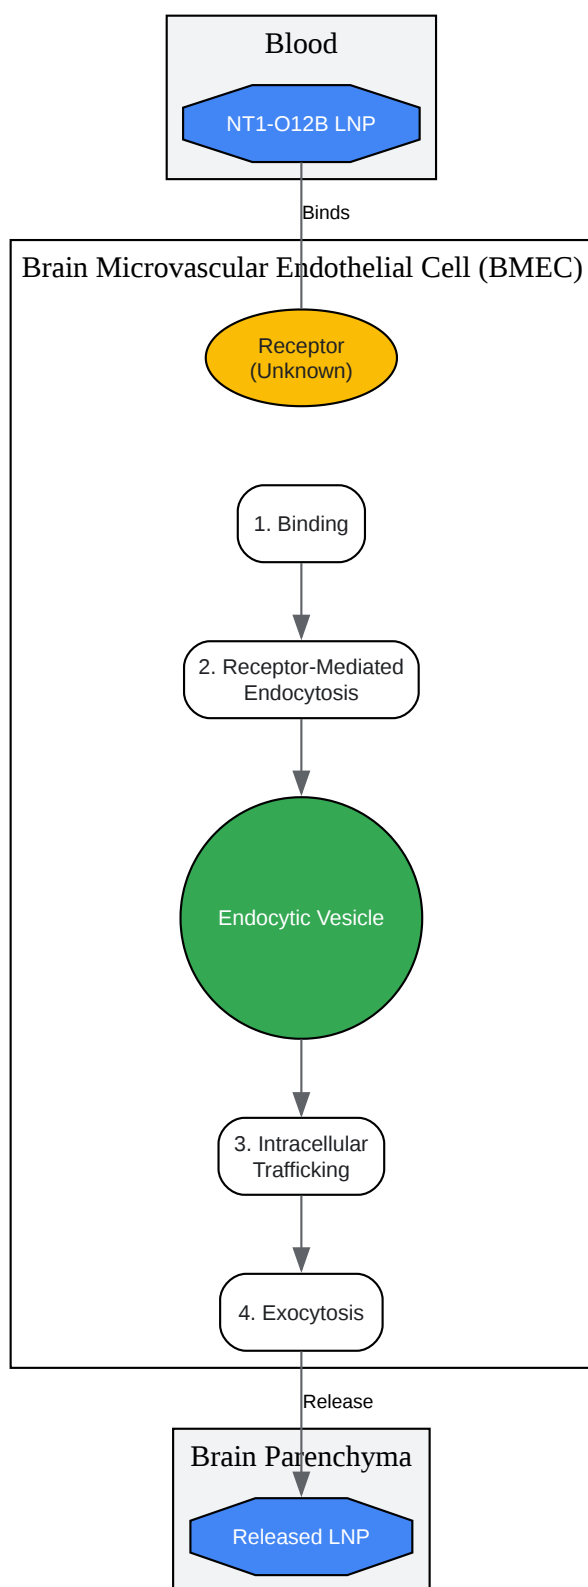 Blood
NT1-O12B LNP
Binds
Brain Microvascular Endothelial Cell (BMEC)
Receptor
(Unknown)
1. Binding
2. Receptor-Mediated
Endocytosis
Endocytic Vesicle
3. Intracellular
Trafficking
4. Exocytosis
Release
Brain Parenchyma
Released LNP